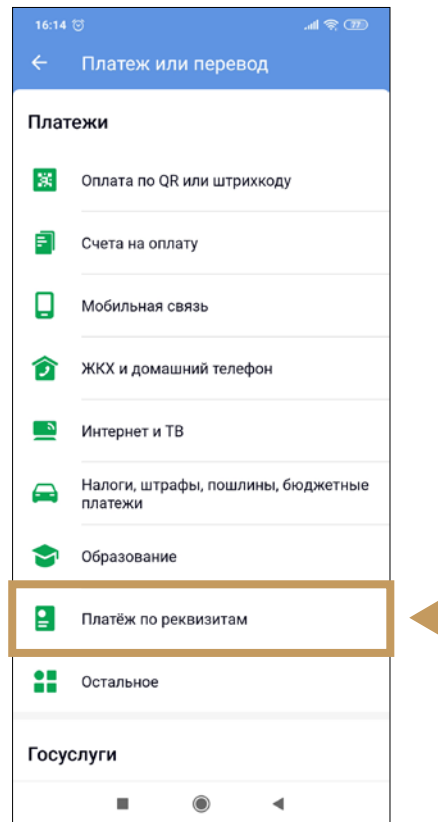 16:14 77
Платеж или перевод
Платежи
Оплата по QR или штрихкоду
Счета на оплату
Мобильная связь
ЖКХ и домашний телефон
Интернет и ТВ
Налоги, штрафы, пошлины, бюджетные
платежи
Образование
Платёж по реквизитам
Остальное
Госуслуги